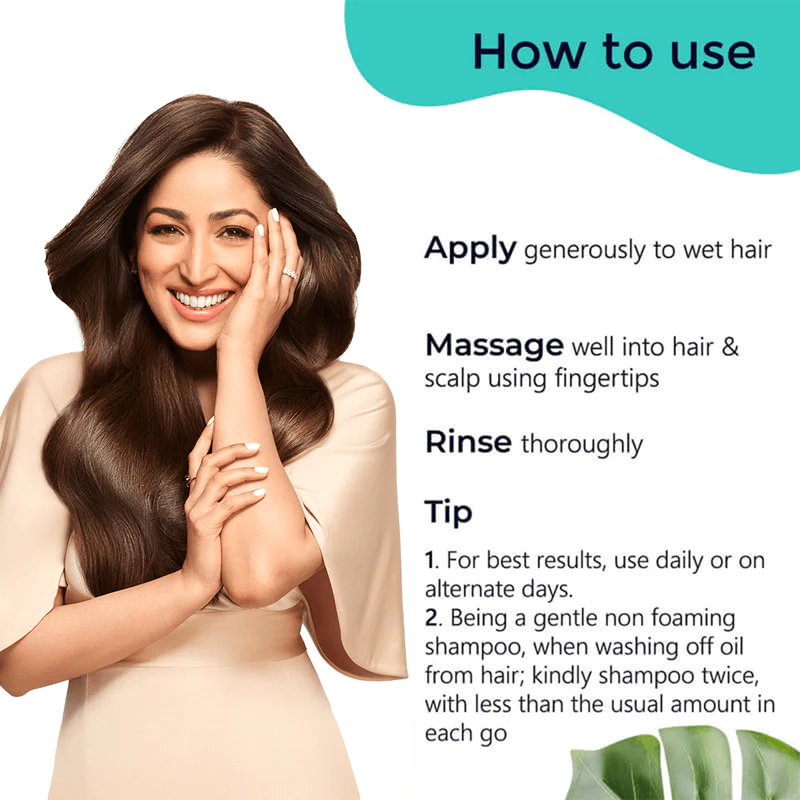 How to use
Apply generously to wet hair
Massage well into hair &
scalp using fingertips
Rinse thoroughly
Tip
1. For best results, use daily or on
alternate days.
2. Being a gentle non foaming
shampoo, when washing off oil
from hair; kindly shampoo twice,
with less than the usual amount in
each go